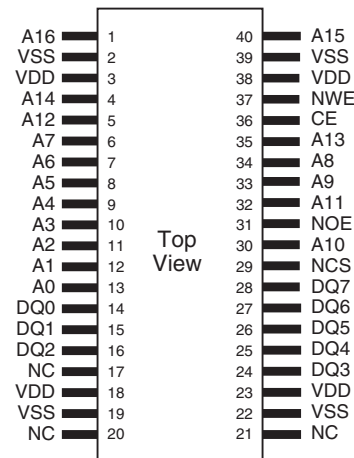 A16 1 40 A15
VSS 2 39 VSS
VDD 3 38 VDD
A14 4 37 NWE
A12 5 36 CE
A7 6 35 A13
A6 7 34 A8
A5 8 33 A9
A4 9 32 A11
A3 10 31 NOE
A2 11 30 A10
A1 12 29 NCS
A0 13 28 DQ7
DQ0 14 27 DQ6
DQ1 15 26 DQ5
DQ2 16 25 DQ4
NC 17 24 DQ3
VDD 18 23 VDD
VSS 19 22 VSS
NC 20 21 NC
Top
View